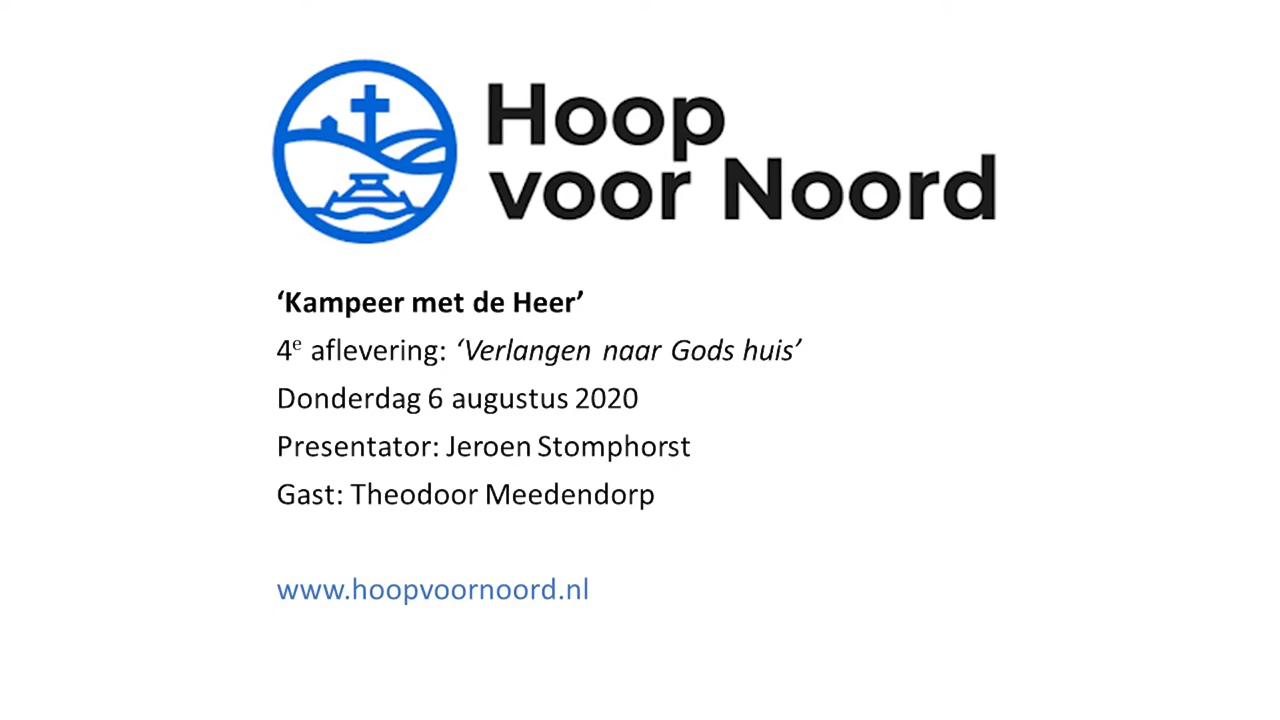 Hoop
voor Noord
‘Kampeer met de Heer’
4e aflevering: ‘Verlangen naar Gods huis’
Donderdag 6 augustus 2020
Presentator: Jeroen Stomphorst
Gast: Theodoor Meedendorp
www.hoopvoornoord.nl